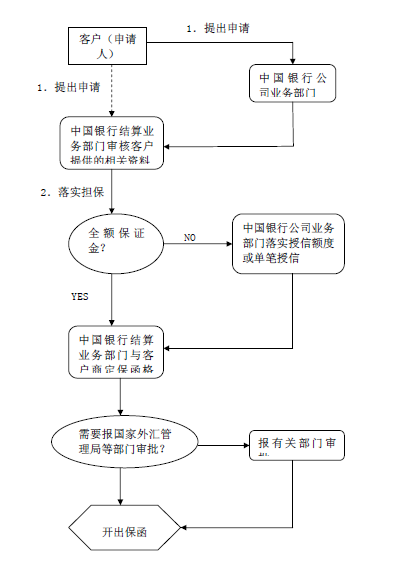 1. 提出申请
客户（申请
人）
中国银行公
司业务部门
1. 提出申请
中国银行结算业
务部门审核客户
提供的相关资料
2. 落实担保
全额保证
金？
NO
中国银行公司业务
部门落实授信额度
或单笔授信
YES
中国银行结算
业务部门与客
户商定保函格
需要报国家外汇管
理局等部门审批？
报有关部门审
开出保函